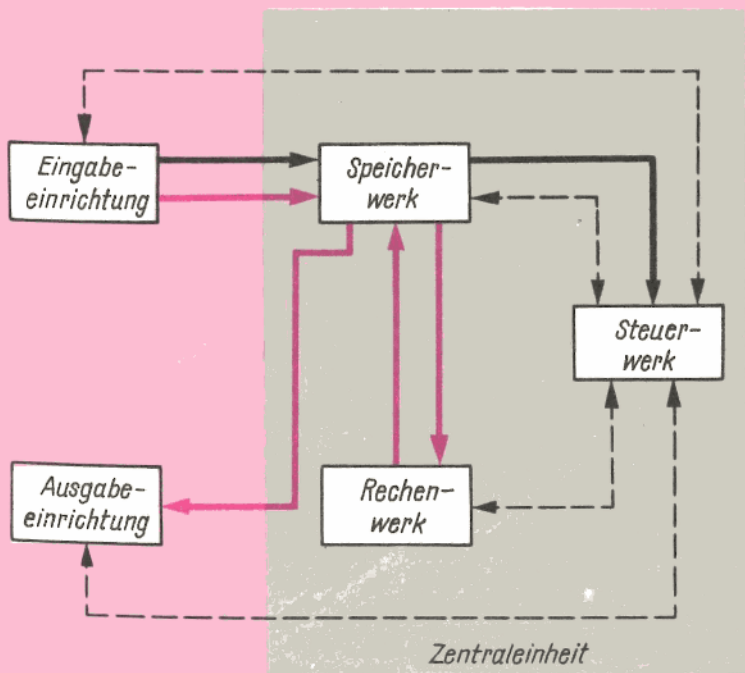 Eingabe-
einrichtung
Speicher-
werk
Steuer-
werk
Ausgabe-
einrichtung
Rechen-
werk
Zentraleinheit